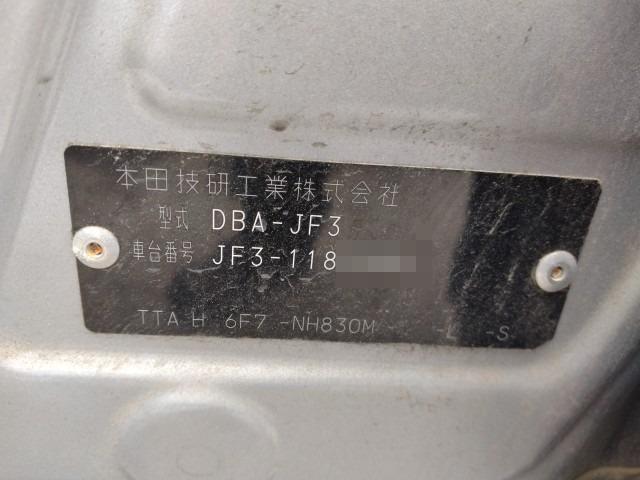 本田技研工業株式会社
型式 DBA-JF3
車台番号 JF3-118
TTA H 6F7 -NH830M -L -S